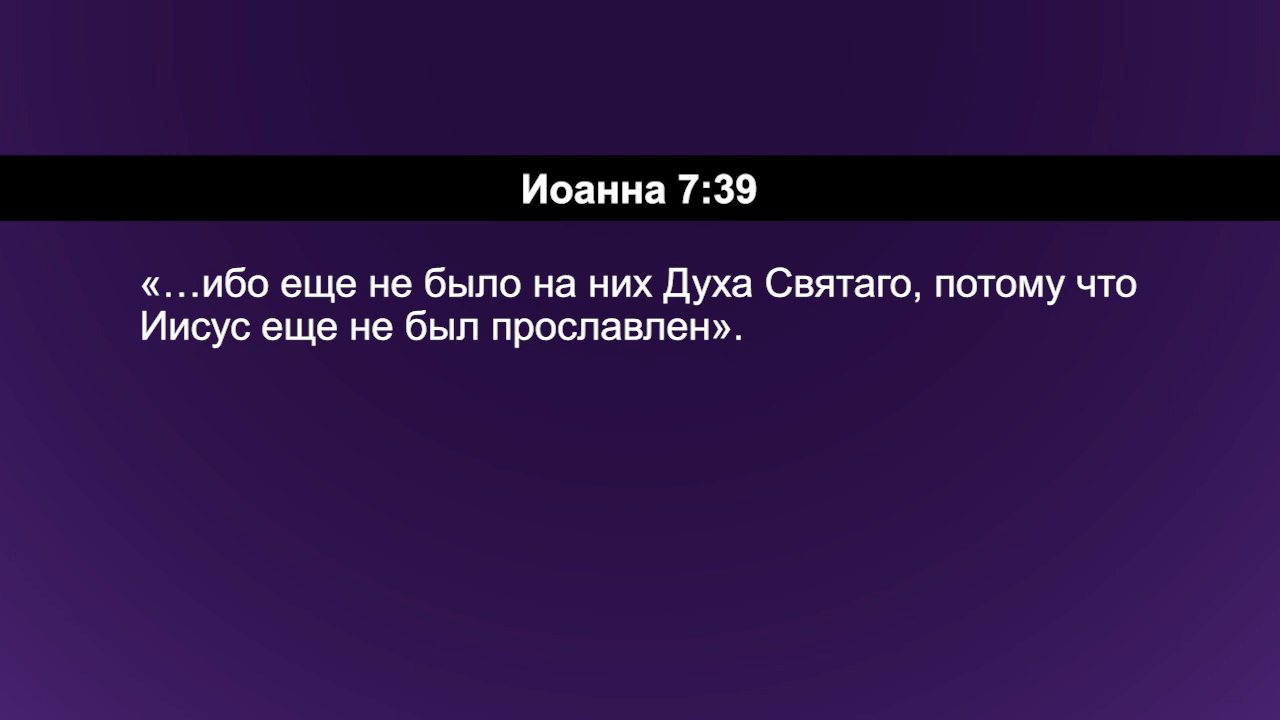 Иоанна 7:39
«…ибо еще не было на них Духа Святаго, потому что
Иисус еще не был прославлен».